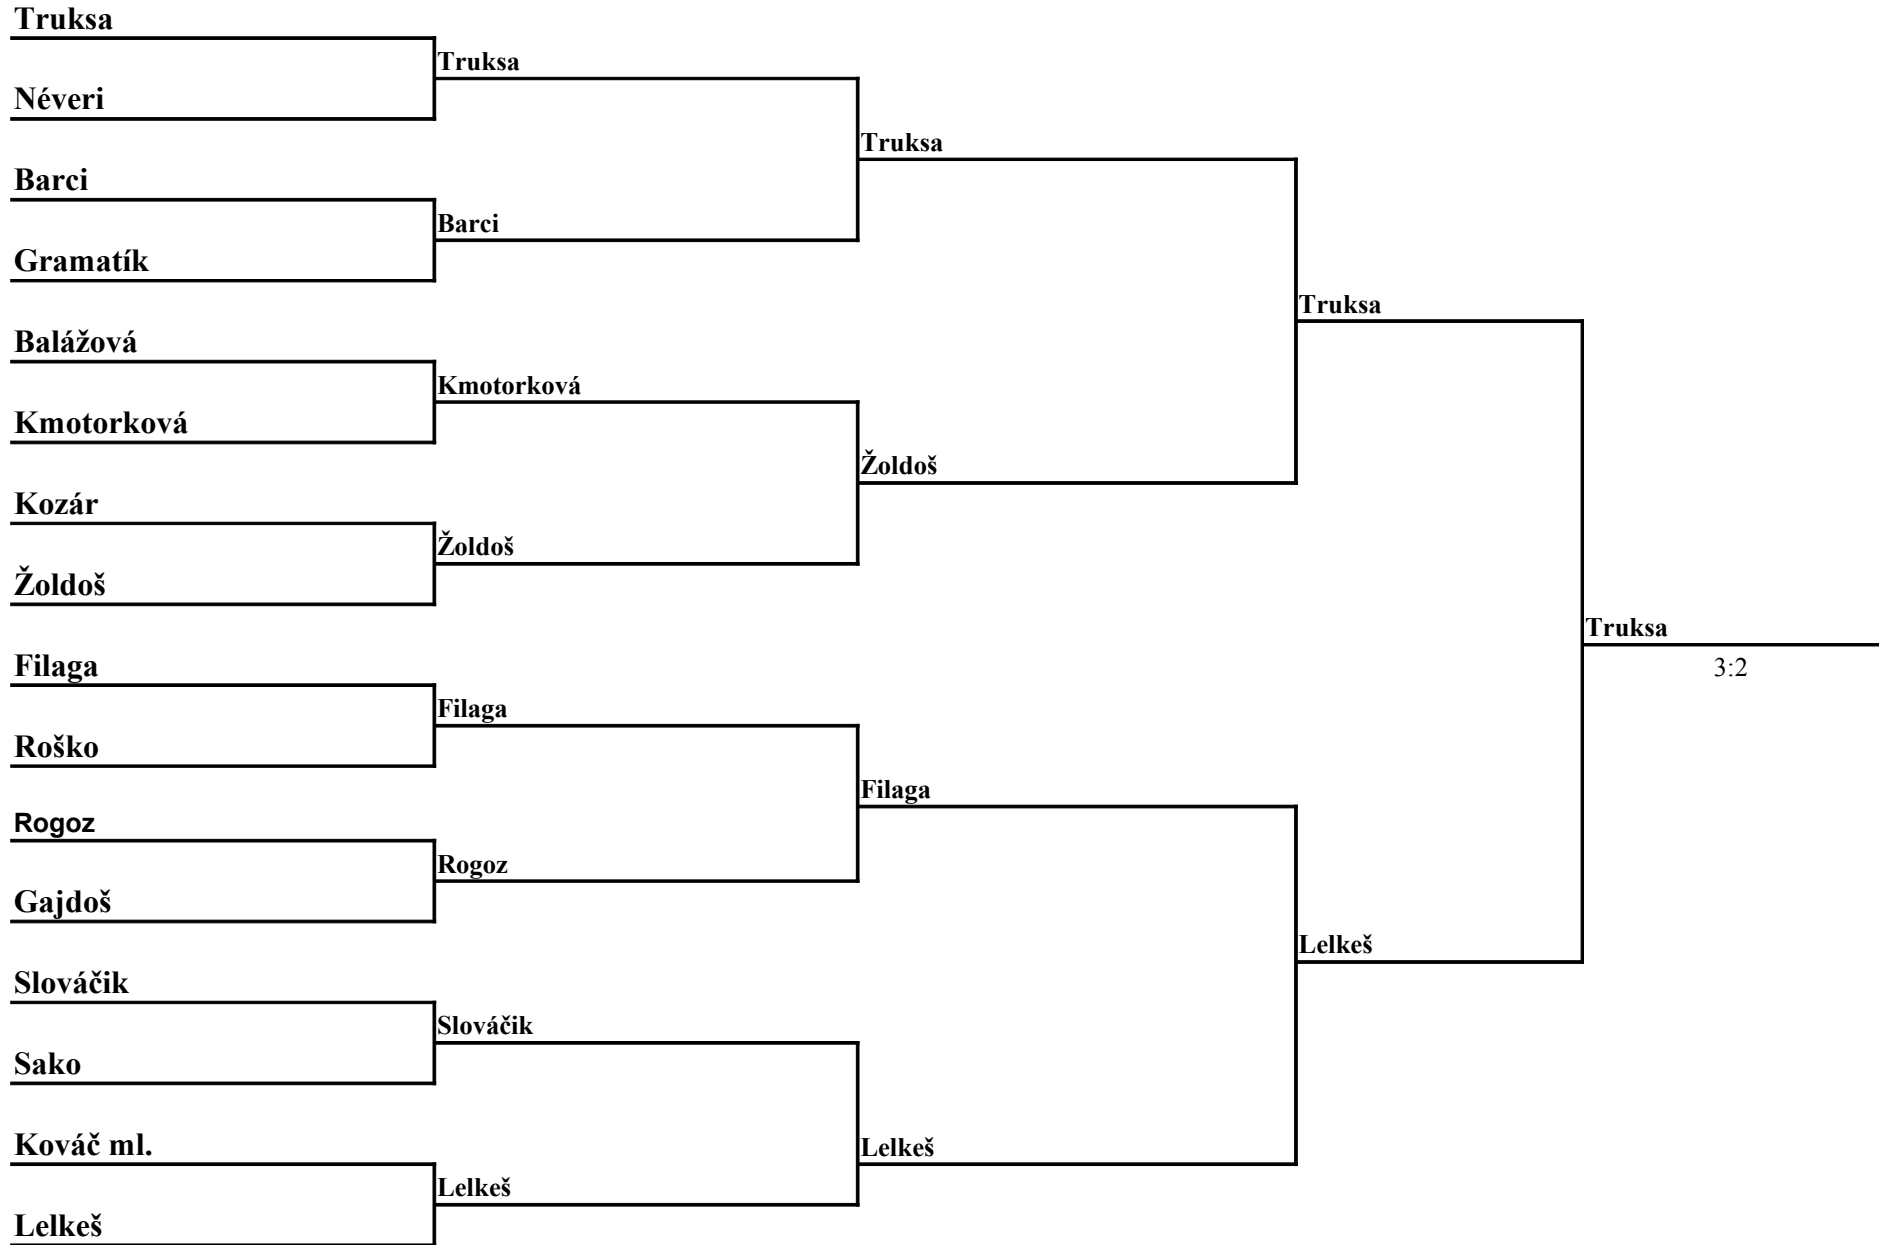 Truksa
Truksa
Néveri
Truksa
Barci
Barci
Gramatík
Truksa
Balážová
Kmotorková
Kmotorková
Žoldoš
Kozár
Žoldoš
Žoldoš
Truksa
3:2
Filaga
Filaga
Roško
Filaga
Rogoz
Rogoz
Gajdoš
Lelkeš
Slováčik
Slováčik
Sako
Kováč ml.
Lelkeš
Lelkeš
Lelkeš